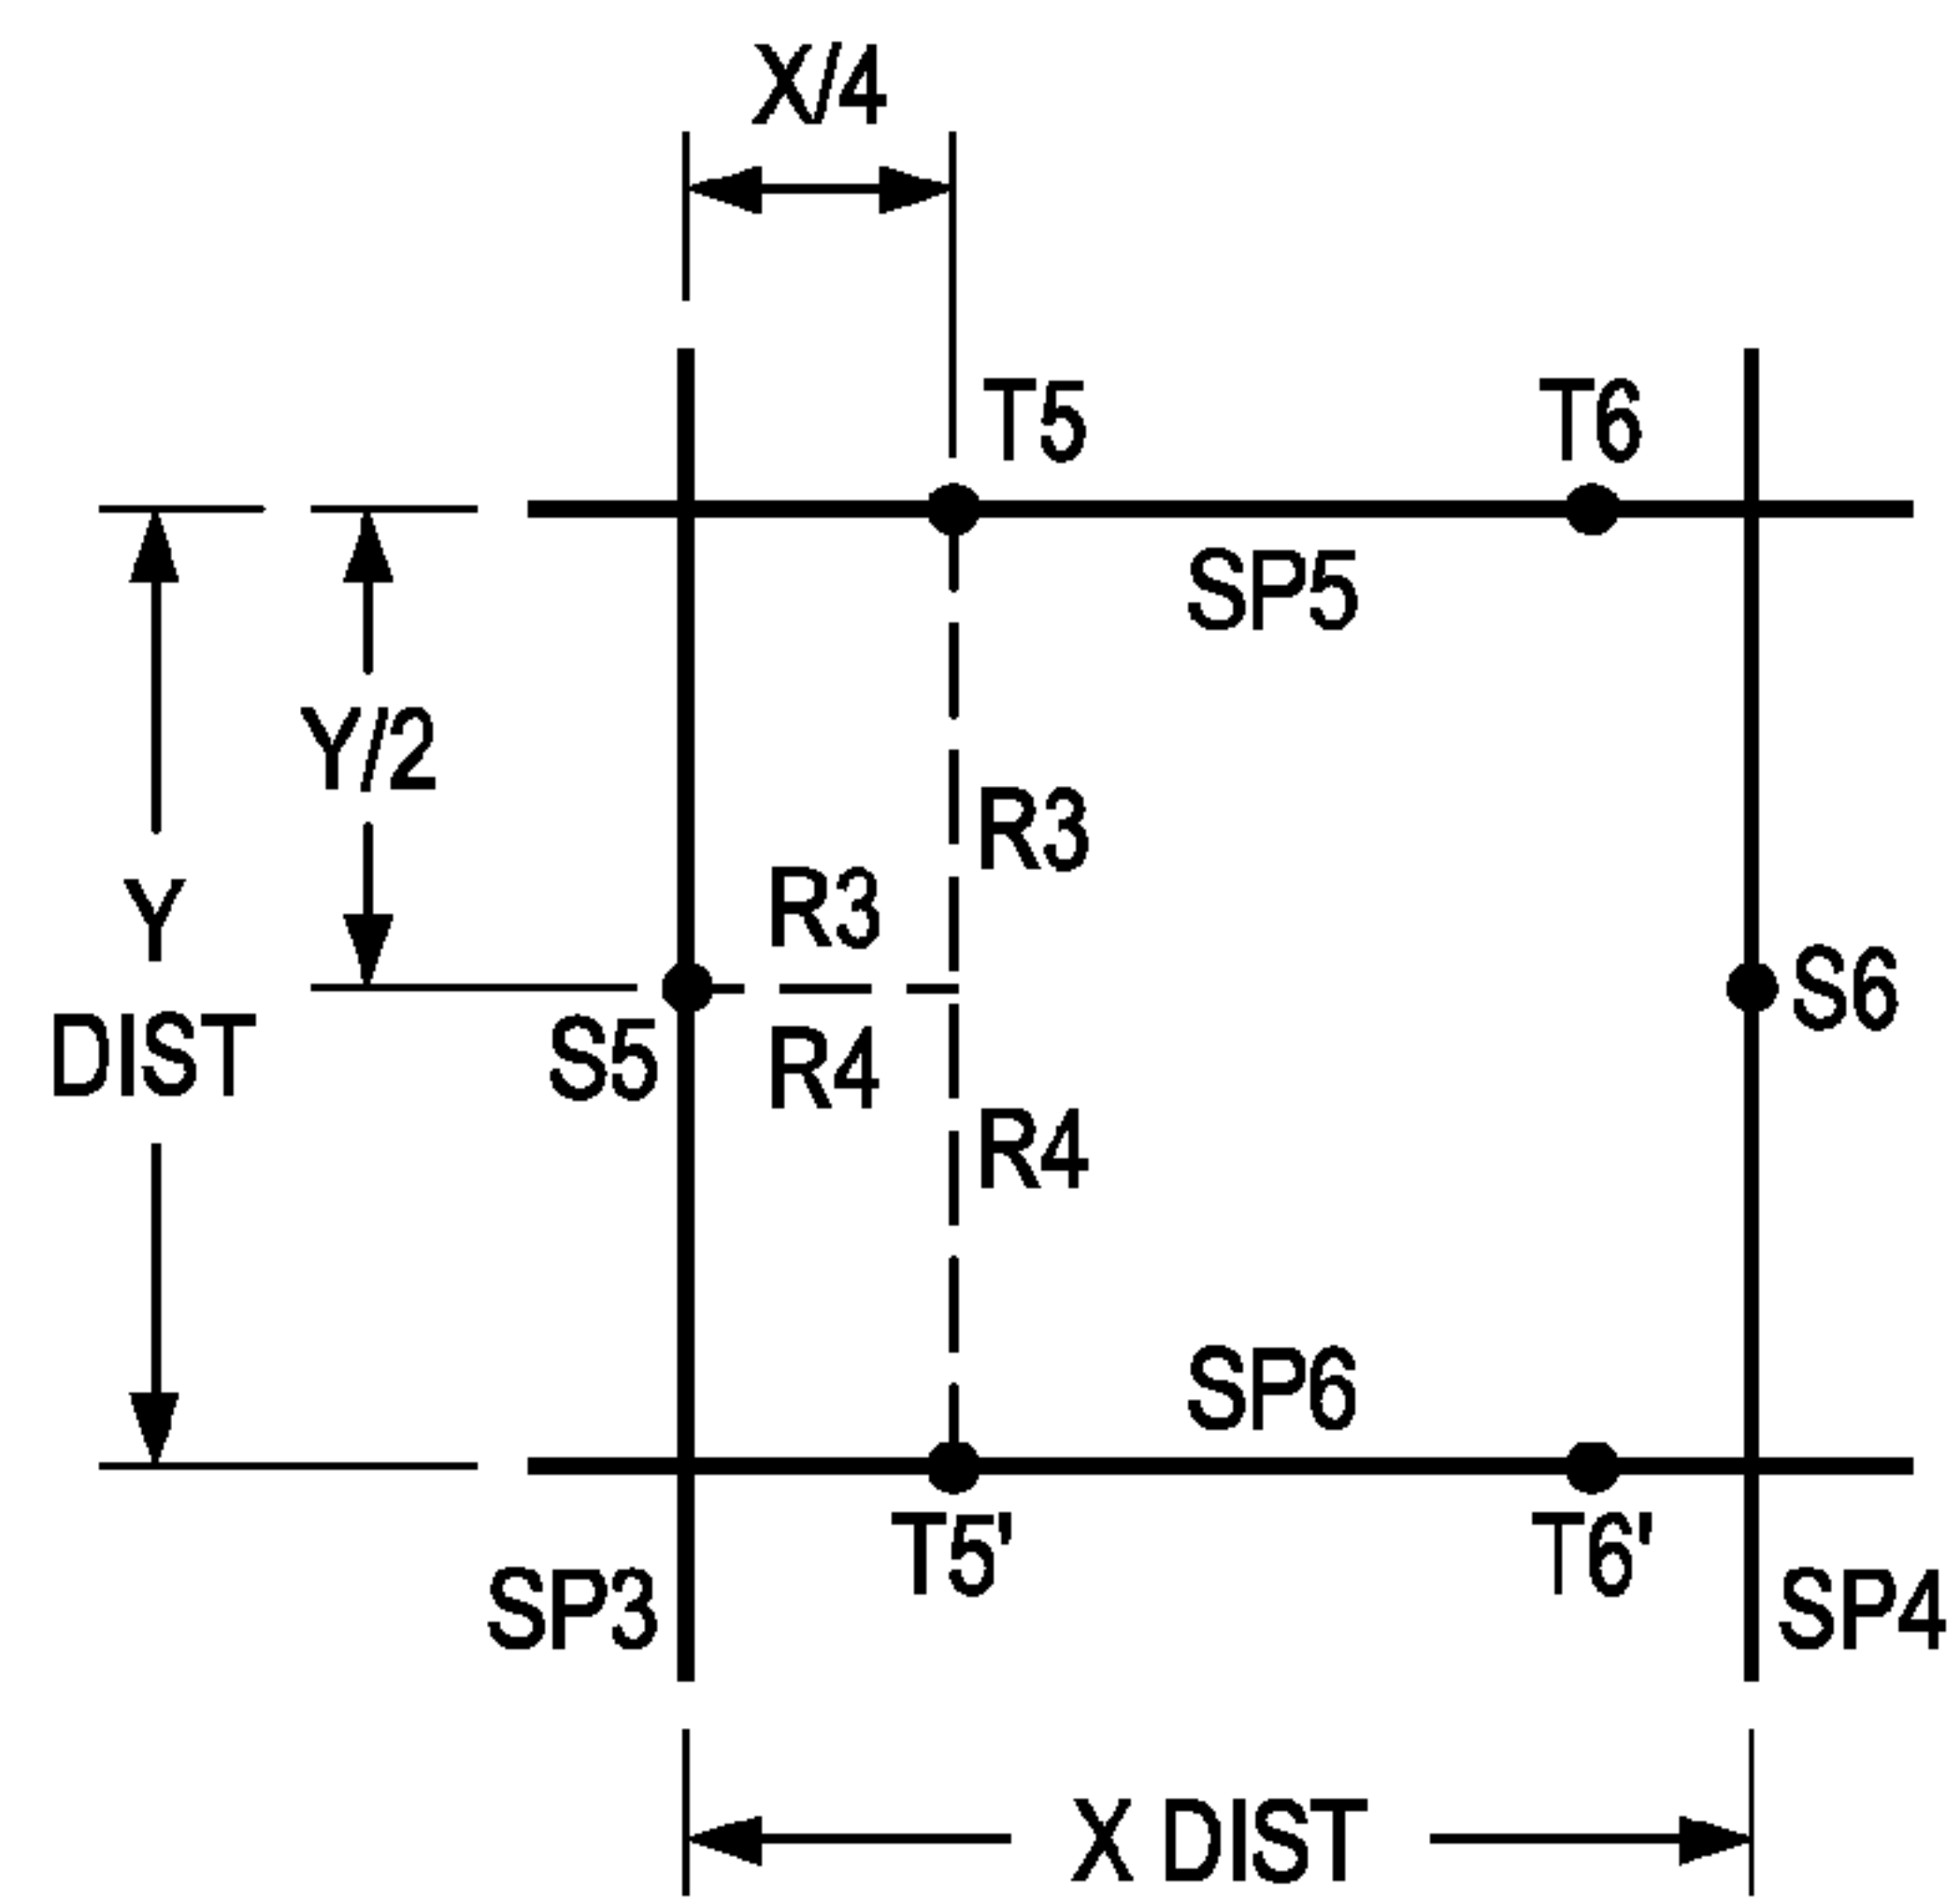 X/4
T5 T6
SP5
Y/2
R3
R3
Y
S6
DIST
S5
R4
R4
SP6
T5' T6'
SP3 SP4
X DIST